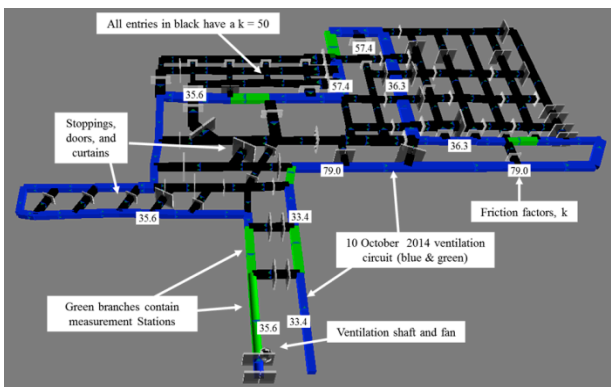 All entries in black have a k = 50
57.4
35.6
57.4
36.3
Stoppings,
doors, and
curtains
36.3
79.0
79.0
35.6
33.4
Friction factors, k
10 October 2014 ventilation
circuit (blue & green)
Green branches contain
measurement Stations
35.6
33.4
Ventilation shaft and fan